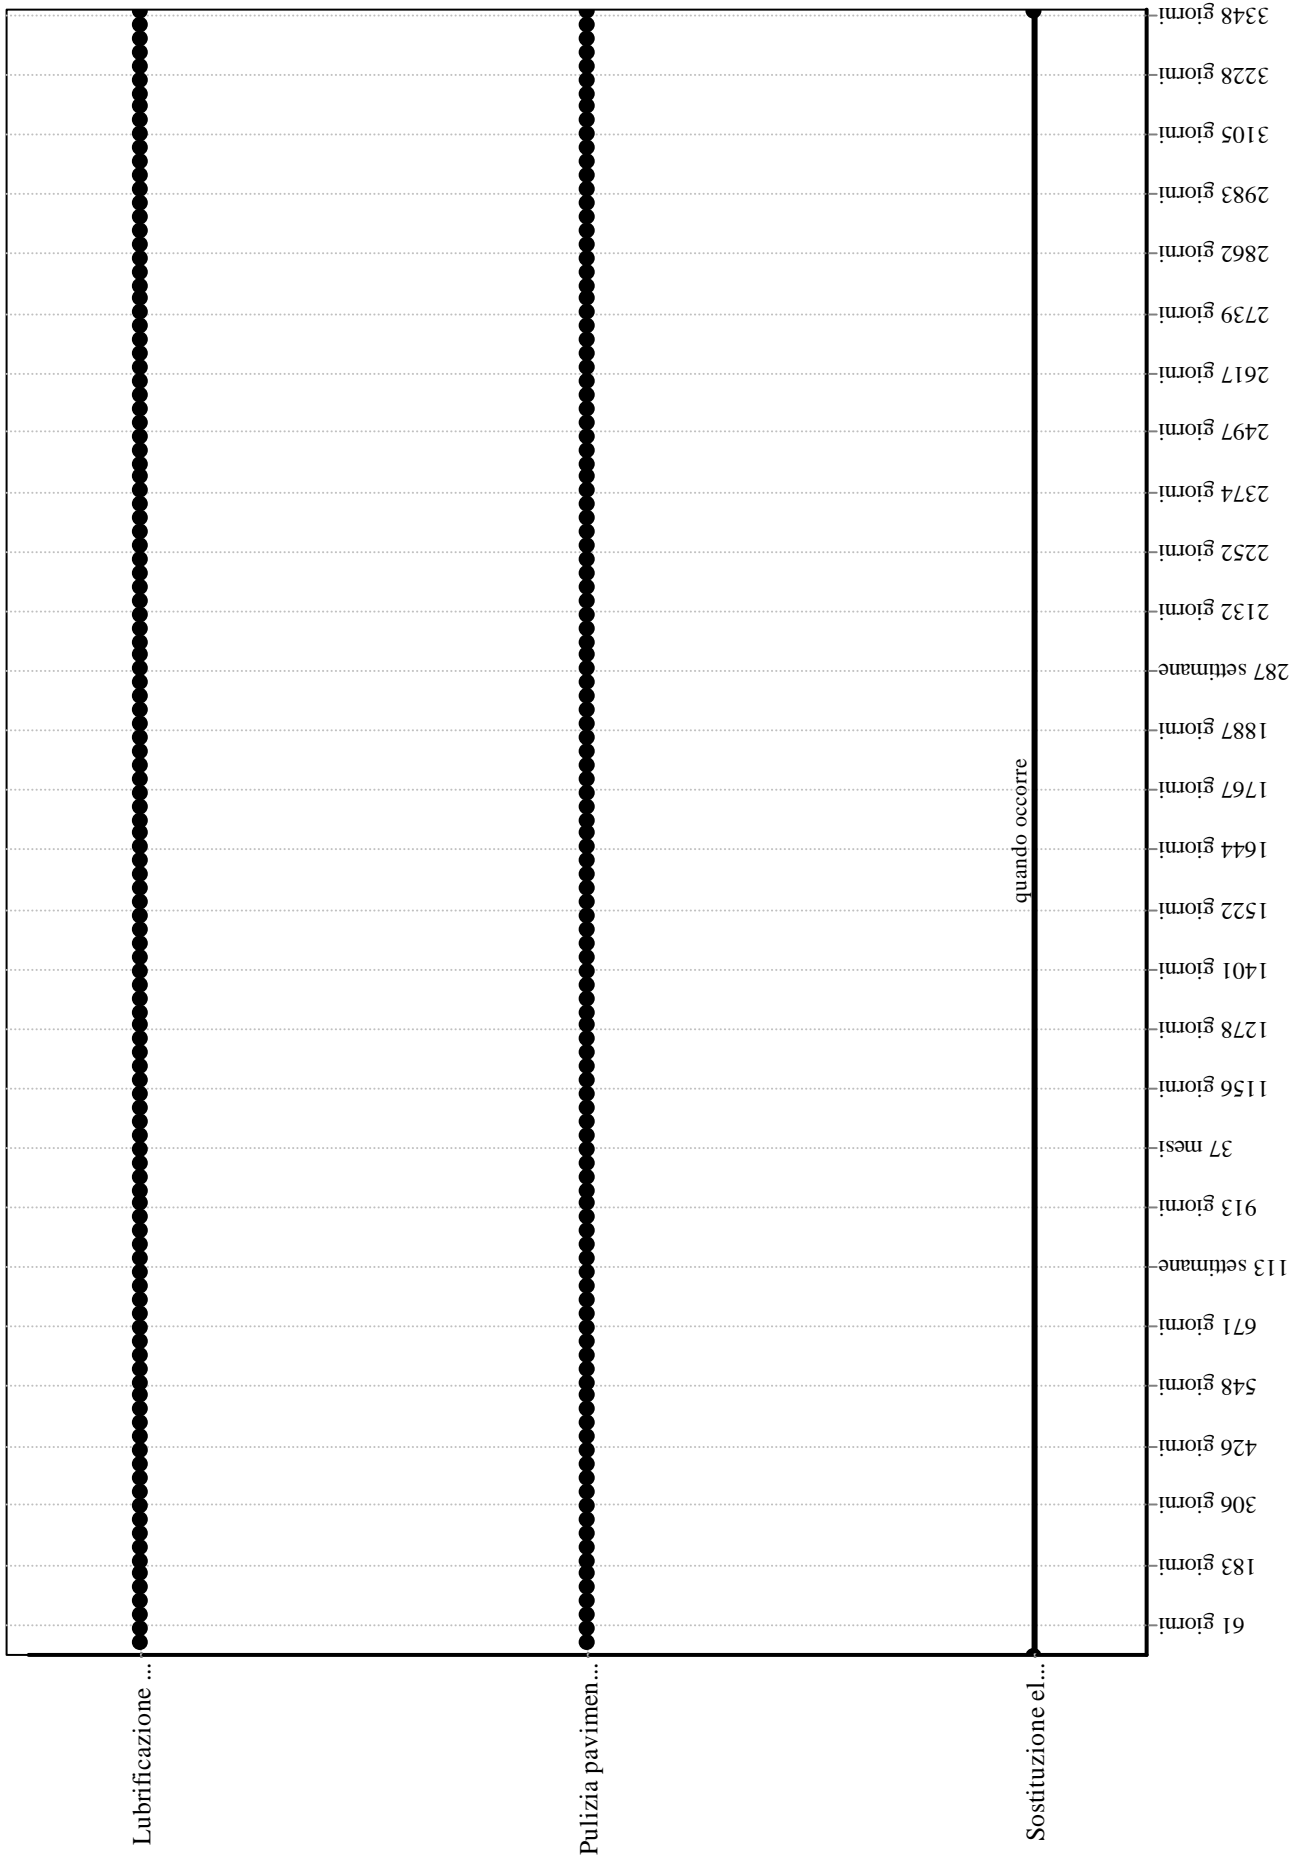 3348 giorni
3228 giorni
3105 giorni
2983 giorni
2862 giorni
2739 giorni
2617 giorni
2497 giorni
2374 giorni
2252 giorni
2132 giorni
287 settimane
1887 giorni
1767 giorni
1644 giorni
1522 giorni
1401 giorni
1278 giorni
1156 giorni
37 mesi
913 giorni
113 settimane
671 giorni
548 giorni
426 giorni
306 giorni
183 giorni
61 giorni
quando occorre
Lubrificazione ...
Pulizia pavimen...
Sostituzione el...